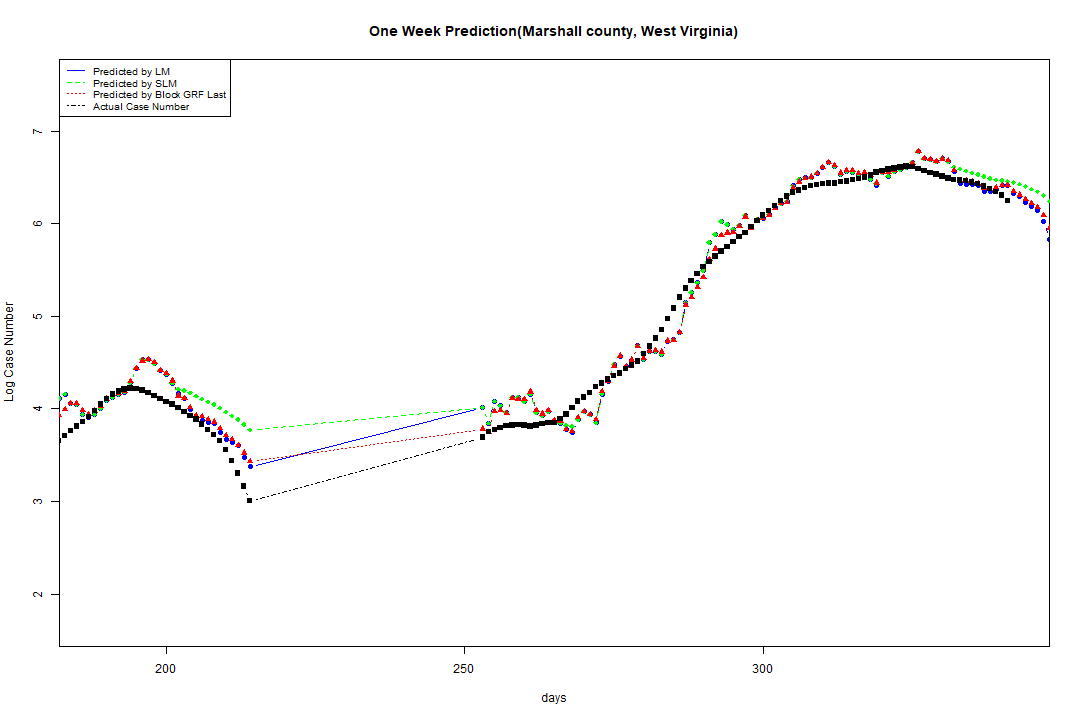 One Week Prediction(Marshall county, West Virginia)
Predicted by LM
Predicted by SLM
Predicted by Block GRF Last
Actual Case Number
7
6
5
4
3
2
Log Case Number
200
250
300
days